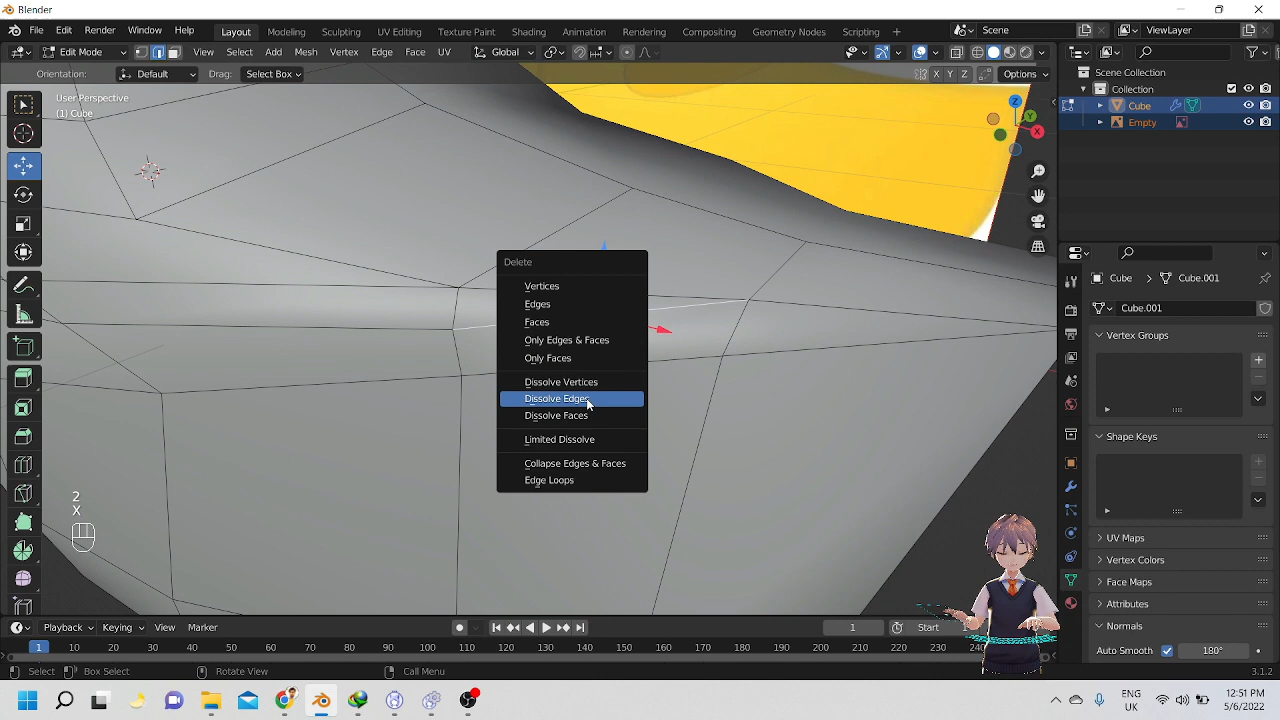 Blender
File Edit Render Window Help Layout Modeling Sculpting UV Editing Texture Paint Shading Animation Rendering Compositing Geometry Nodes Scripting + Scene ViewLayer
Edit Mode View Select Add Mesh Vertex Edge Face UV Global
Orientation: Default Drag: Select Box X Y Z Options
Scene Collection
Collection
Cube
Empty
User Perspective
(1) Cube
Z
Y
X
Delete
Vertices
Edges
Faces
Only Edges & Faces
Only Faces
Dissolve Vertices
Dissolve Edges
Dissolve Faces
Limited Dissolve
Collapse Edges & Faces
Edge Loops
2
X
Cube Cube.001
Cube.001
Vertex Groups
Shape Keys
UV Maps
Vertex Colors
Face Maps
Attributes
Normals
Auto Smooth 180°
Playback Keying View Marker 1 Start
1 10 20 30 40 50 60 70 80 90 100 110 120 130 140 150 160 170 180 190 200 210 220 230 240
Select Box Select Rotate View Call Menu 3.1.2
ENG
UK
12:51 PM
5/6/2022